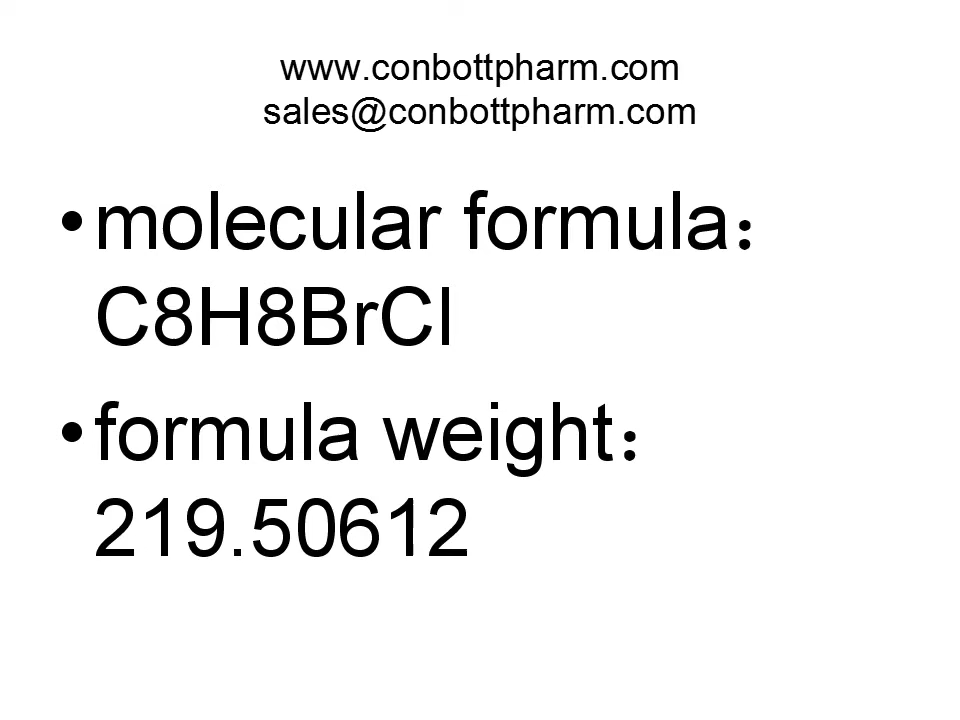 www.conbottpharm.com
sales@conbottpharm.com
•molecular formula：
C8H8BrCl
•formula weight：
219.50612